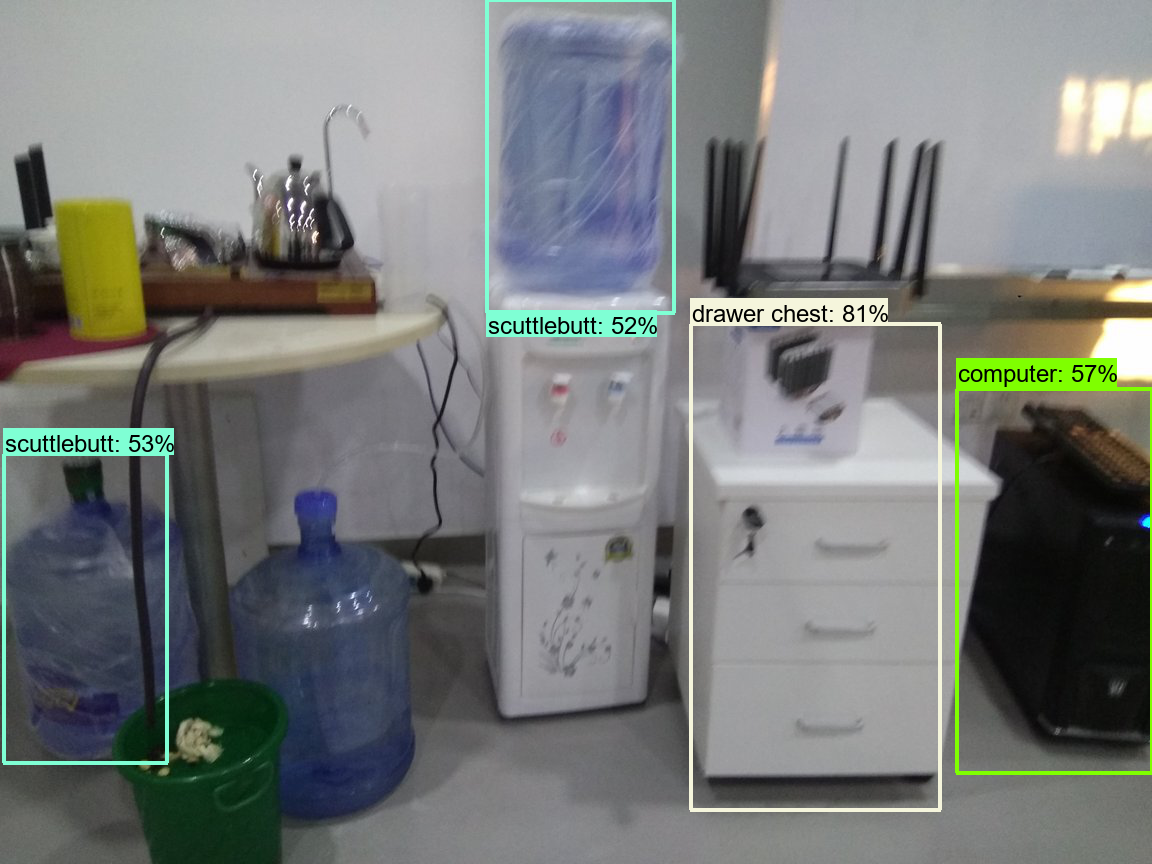 scuttlebutt: 52%
drawer chest: 81%
computer: 57%
scuttlebutt: 53%